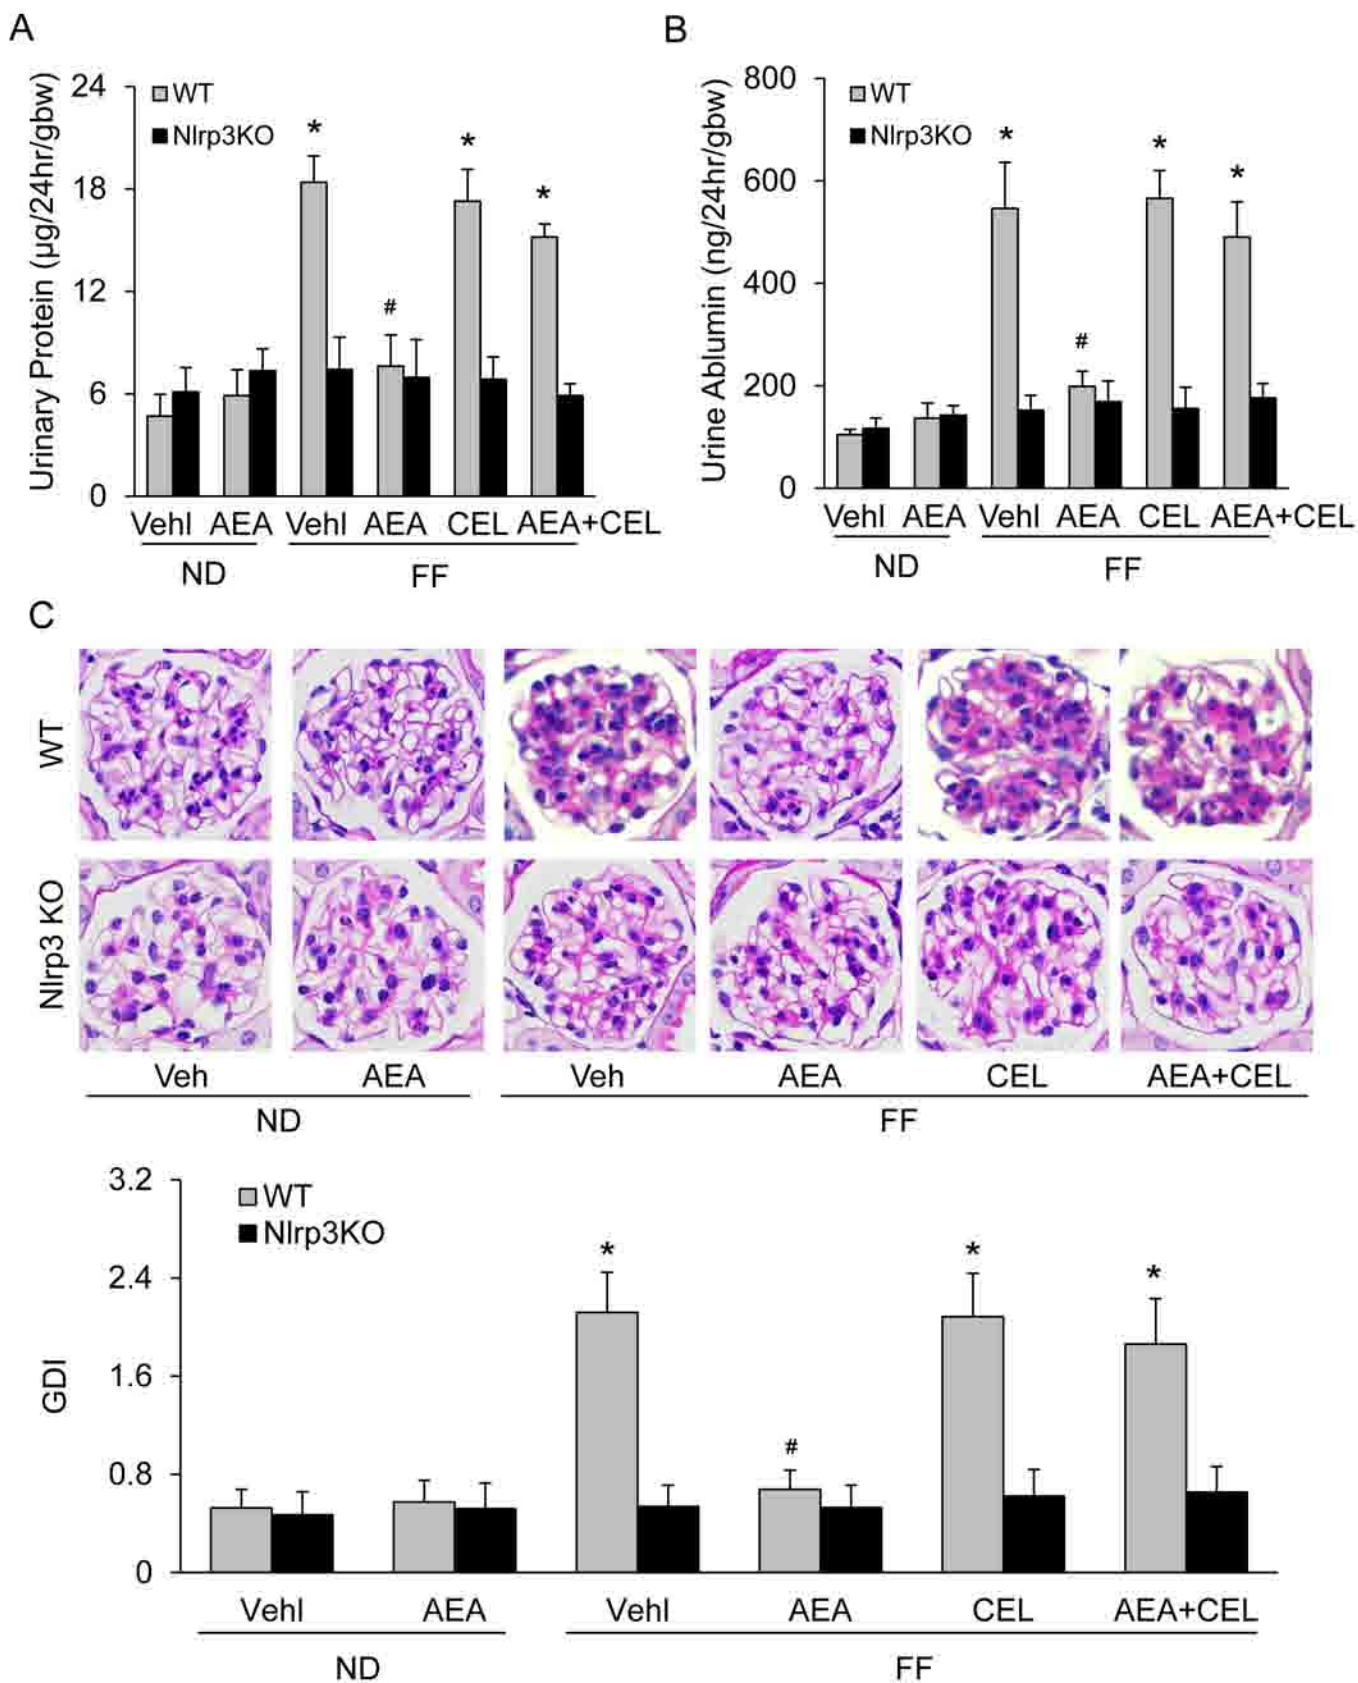 A
Urinary Protein (μg/24hr/gbw)
24
18
12
6
0
WT
Nlrp3KO
*
#
*
*
Vehl AEA Vehl AEA CEL AEA+CEL
ND FF
B
Urine Ablumin (ng/24hr/gbw)
800
600
400
200
0
WT
Nlrp3KO
*
#
*
*
Vehl AEA Vehl AEA CEL AEA+CEL
ND FF
C
WT
Nlrp3 KO
Veh AEA Veh AEA CEL AEA+CEL
ND FF
GDI
3.2
2.4
1.6
0.8
0
WT
Nlrp3KO
*
#
*
*
Vehl AEA Vehl AEA CEL AEA+CEL
ND FF